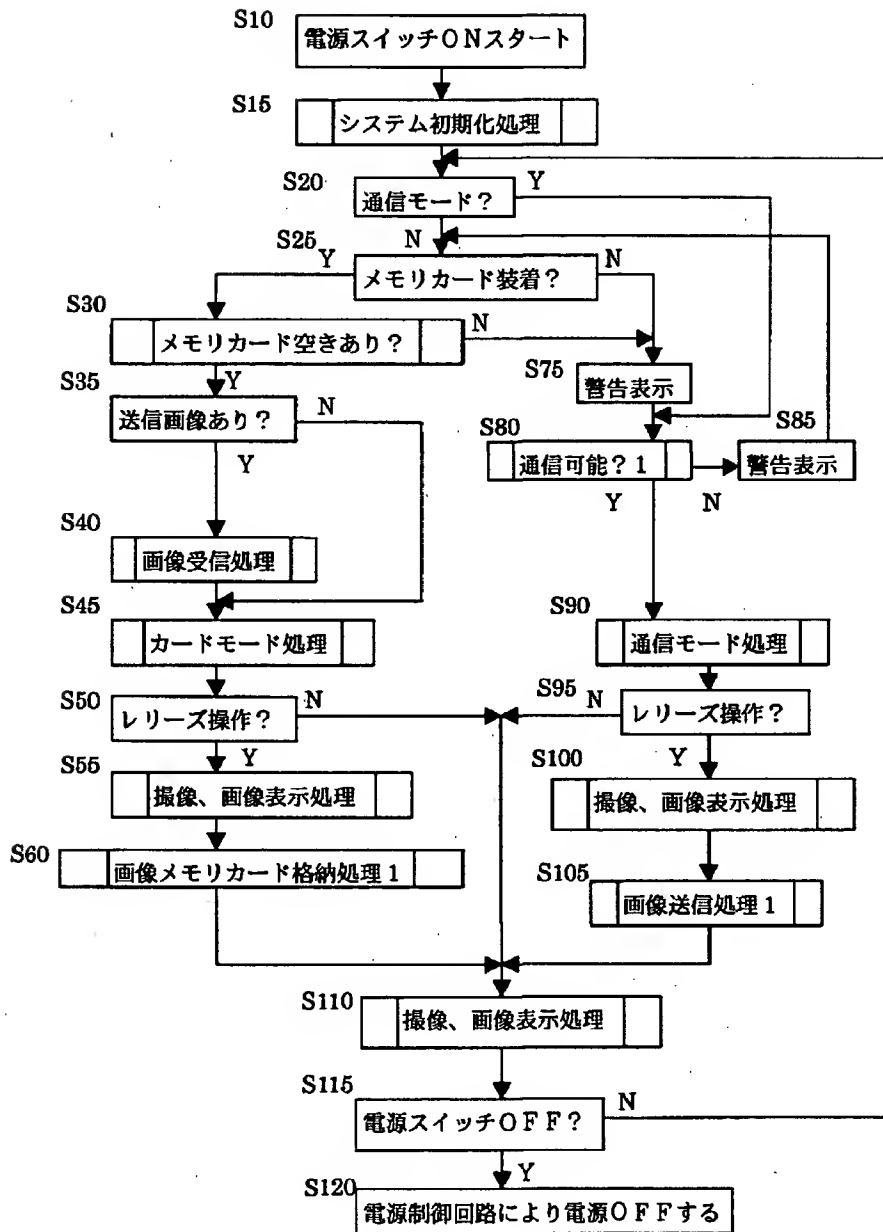 S10
電源スイッチONスタート
S15
システム初期化処理
S20
通信モード?
Y
N
S25
メモリカード装着?
Y
N
S30
メモリカード空きあり?
N
Y
S75
警告表示
S35
送信画像あり?
N
Y
S80
通信可能?1
Y
N
S85
警告表示
S40
画像受信処理
S45
カードモード処理
S90
通信モード処理
S50
レリーズ操作?
N
Y
S95
レリーズ操作?
N
Y
S55
撮像、画像表示処理
S100
撮像、画像表示処理
S60
画像メモリカード格納処理1
S105
画像送信処理1
S110
撮像、画像表示処理
S115
電源スイッチOFF?
N
Y
S120
電源制御回路により電源OFFする